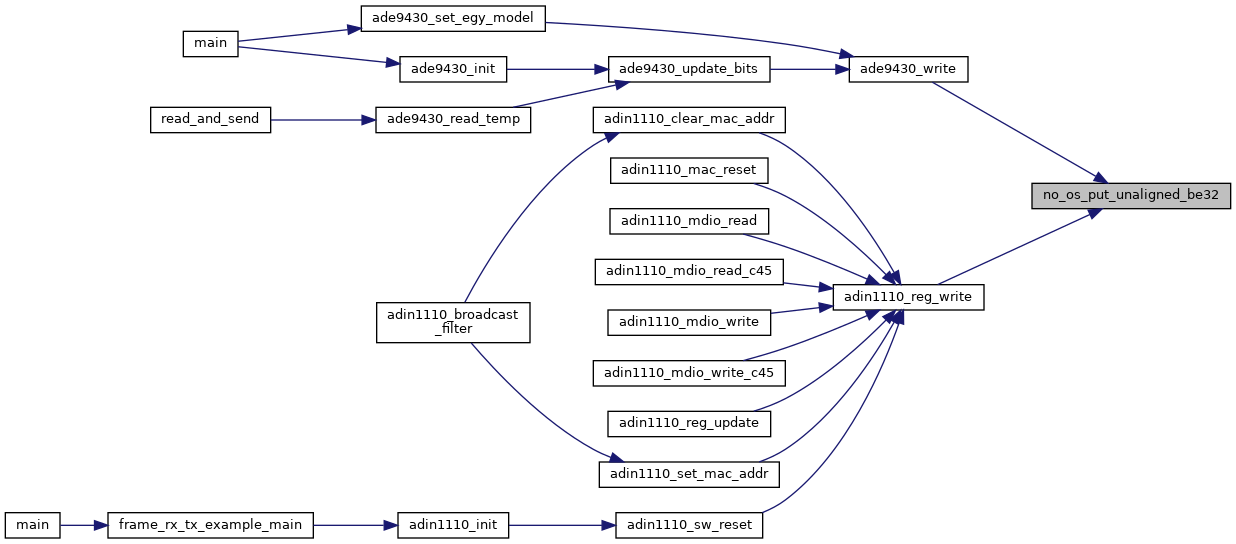 ade9430_set_egy_model
main
ade9430_init
ade9430_update_bits
ade9430_write
read_and_send
ade9430_read_temp
adin1110_clear_mac_addr
adin1110_mac_reset
no_os_put_unaligned_be32
adin1110_mdio_read
adin1110_mdio_read_c45
adin1110_reg_write
adin1110_broadcast
_filter
adin1110_mdio_write
adin1110_mdio_write_c45
adin1110_reg_update
adin1110_set_mac_addr
main
frame_rx_tx_example_main
adin1110_init
adin1110_sw_reset